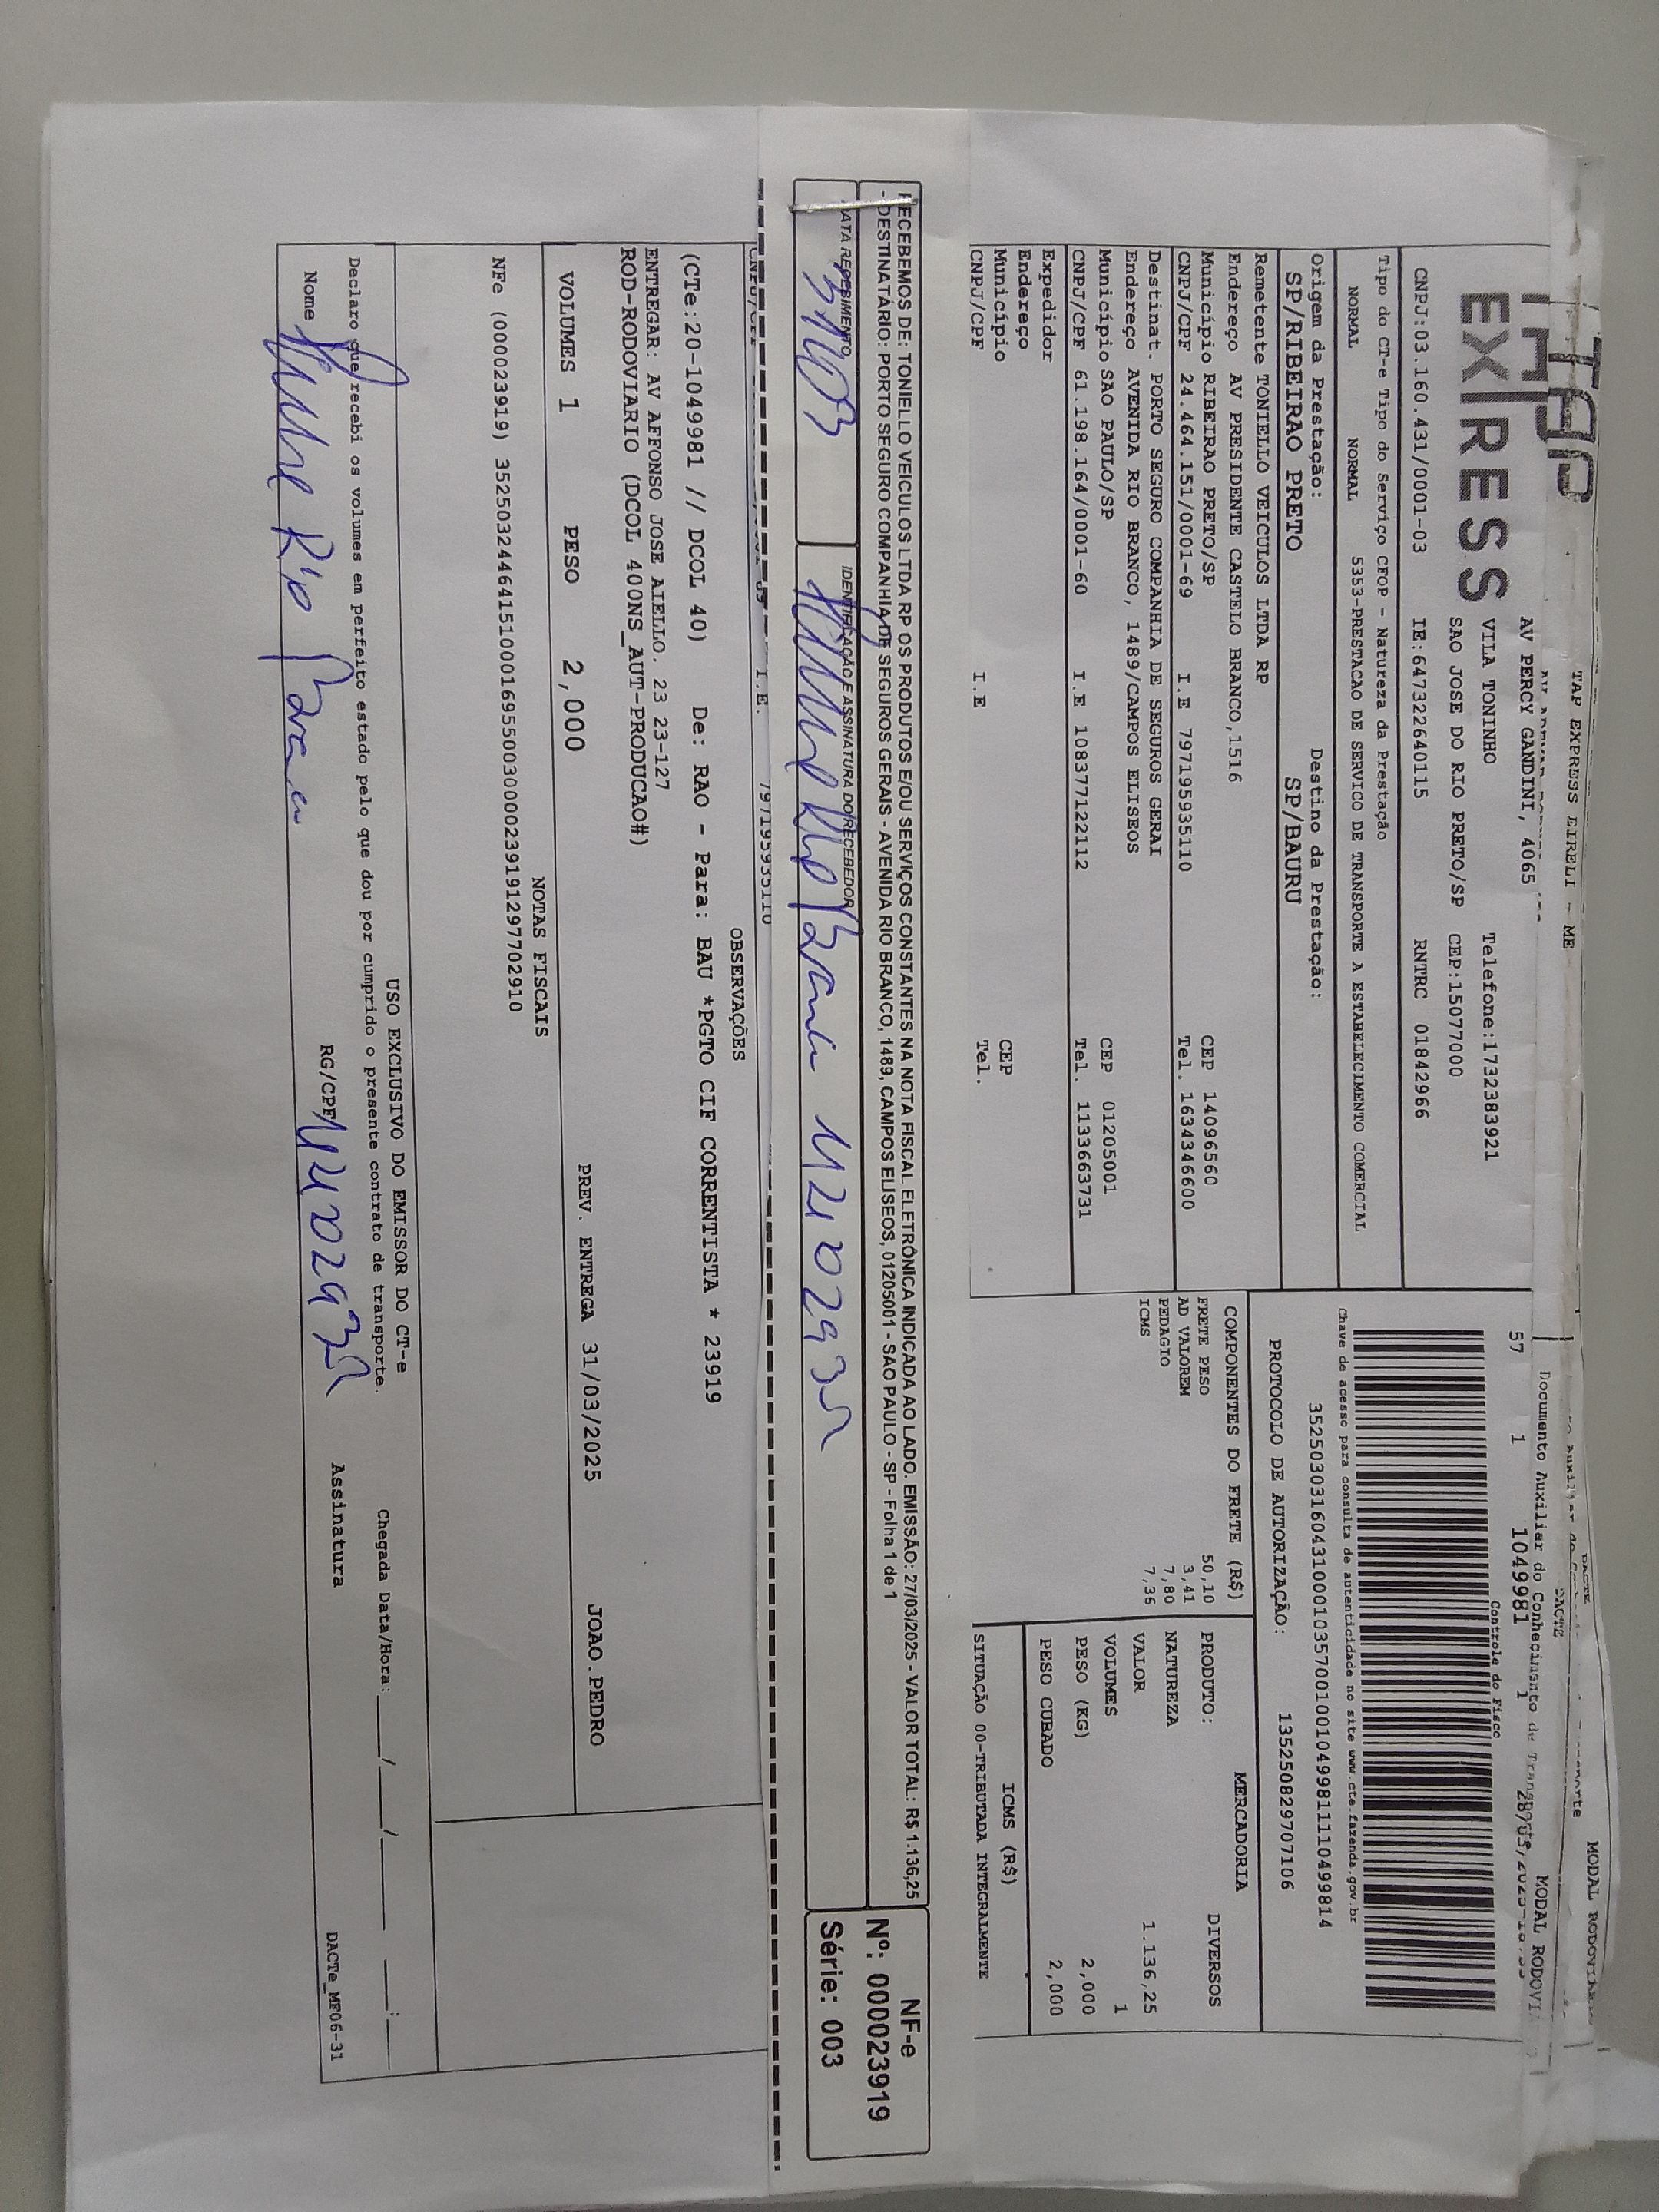 TAP EXPRESS EIRELI - ME
MODAL RODOVI
TAP
EX RESS
AV PERCY GANDINI, 4065
VILA TONINHO
Telefone:1732383921
SAO JOSE DO RIO PRETO/SP
CEP:15077000
CNPJ:03.160.431/0001-03
IE:647322640115
RNTRC 01842966
DACTE
Documento Auxiliar do Conhecimento de
MODAL RODOVI
57 1 1049981 1
Controle do Fisco
Chave de acesso para consulta de autenticidade no site www.cte.fazenda.gov.br
35250303160431000103570010010499811110499814
PROTOCOLO DE AUTORIZAÇÃO: 135250829707106
Tipo do CT-e Tipo do Serviço CFOP - Natureza da Prestação
NORMAL NORMAL 5353-PRESTACAO DE SERVICO DE TRANSPORTE A ESTABELECIMENTO COMERCIAL
Origem da Prestação: Destino da Prestação:
SP/RIBEIRAO PRETO SP/BAURU
Remetente TONIELLO VEICULOS LTDA RP
Endereço AV PRESIDENTE CASTELO BRANCO,1516
Município RIBEIRAO PRETO/SP CEP 14096560
CNPJ/CPF 24.464.151/0001-69 I.E 797195935110 Tel. 1634346600
Destinat. PORTO SEGURO COMPANHIA DE SEGUROS GERAI
Endereço AVENIDA RIO BRANCO, 1489/CAMPOS ELISEOS
Município SAO PAULO/SP CEP 01205001
CNPJ/CPF 61.198.164/0001-60 I.E 108377122112 Tel. 1133663731
Expedidor
Endereço
Município CEP
CNPJ/CPF I.E Tel.
COMPONENTES DO FRETE (R$)
FRETE PESO 50,10
AD VALOREM 3,41
PEDAGIO 7,80
ICMS 7,36
MERCADORIA
PRODUTO: DIVERSOS
NATUREZA
VALOR 1.136,25
VOLUMES 1
PESO (KG) 2,000
PESO CUBADO 2,000
ICMS (R$)
SITUAÇÃO 00-TRIBUTADA INTEGRALMENTE
RECEBEMOS DE: TONIELLO VEICULOS LTDA RP OS PRODUTOS E/OU SERVIÇOS CONSTANTES NA NOTA FISCAL ELETRÔNICA INDICADA AO LADO. EMISSÃO: 27/03/2025 - VALOR TOTAL: R$ 1.136,25
- DESTINATÁRIO: PORTO SEGURO COMPANHIA DE SEGUROS GERAIS - AVENIDA RIO BRANCO, 1489, CAMPOS ELISEOS, 01205001 - SAO PAULO - SP - Folha 1 de 1
DATA RECEBIMENTO
IDENTIFICAÇÃO E ASSINATURA DO RECEBEDOR
NF-e
Nº: 000023919
Série: 003
I.E. 797195935110
OBSERVAÇÕES
(CTe:20-1049981 // DCOL 40) De: RAO - Para: BAU *PGTO CIF CORRENTISTA * 23919
ENTREGAR: AV AFFONSO JOSE AIELLO. 23 23-127
ROD-RODOVIARIO (DCOL 400NS_AUT-PRODUCAO#)
VOLUMES 1 PESO 2,000 PREV. ENTREGA 31/03/2025 JOAO.PEDRO
NOTAS FISCAIS
NFe (000023919) 35250324464151000169550030000239191297702910
USO EXCLUSIVO DO EMISSOR DO CT-e
Declaro que recebi os volumes em perfeito estado pelo que dou por cumprido o presente contrato de transporte. Chegada Data/Hora:____/____/____ ___:___
Nome RG/CPF Assinatura
DACTe_MF06-31